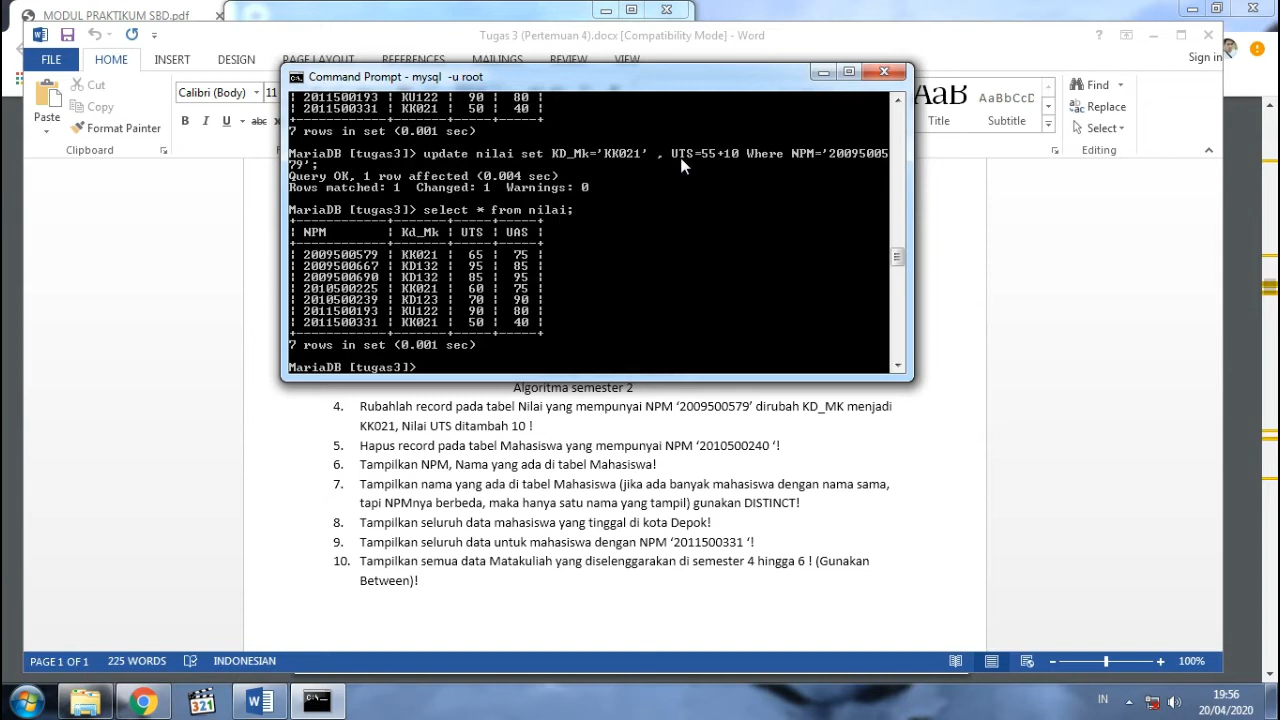 MODUL PRAKTIKUM SBD.pdf
Tugas 3 (Pertemuan 4).docx [Compatibility Mode] - Word
FILE HOME INSERT DESIGN PAGE LAYOUT REFERENCES MAILINGS REVIEW VIEW Sign in
Cut
Copy
Format Painter
Paste
Clipboard
Calibri (Body) 11
B I U abc
Title
AaBbCcD
Subtitle
Find
Replace
Select
Editing
Command Prompt - mysql -u root
| 2011500193 | KU122 | 90 | 80 |
| 2011500331 | KK021 | 50 | 40 |
+------------+-------+-----+-----+
7 rows in set (0.001 sec)
MariaDB [tugas3]> update nilai set KD_Mk='KK021' , UTS=55+10 Where NPM='20095005
79';
Query OK, 1 row affected (0.004 sec)
Rows matched: 1 Changed: 1 Warnings: 0
MariaDB [tugas3]> select * from nilai;
+------------+-------+-----+-----+
| NPM | Kd_Mk | UTS | UAS |
+------------+-------+-----+-----+
| 2009500579 | KK021 | 65 | 75 |
| 2009500667 | KD132 | 95 | 85 |
| 2009500690 | KD132 | 85 | 95 |
| 2010500225 | KK021 | 60 | 75 |
| 2010500239 | KD123 | 70 | 90 |
| 2011500193 | KU122 | 90 | 80 |
| 2011500331 | KK021 | 50 | 40 |
+------------+-------+-----+-----+
7 rows in set (0.001 sec)
MariaDB [tugas3]>
Algoritma semester 2
4. Rubahlah record pada tabel Nilai yang mempunyai NPM ‘2009500579’ dirubah KD_MK menjadi
KK021, Nilai UTS ditambah 10 !
5. Hapus record pada tabel Mahasiswa yang mempunyai NPM ‘2010500240 ‘!
6. Tampilkan NPM, Nama yang ada di tabel Mahasiswa!
7. Tampilkan nama yang ada di tabel Mahasiswa (jika ada banyak mahasiswa dengan nama sama,
tapi NPMnya berbeda, maka hanya satu nama yang tampil) gunakan DISTINCT!
8. Tampilkan seluruh data mahasiswa yang tinggal di kota Depok!
9. Tampilkan seluruh data untuk mahasiswa dengan NPM ‘2011500331 ‘!
10. Tampilkan semua data Matakuliah yang diselenggarakan di semester 4 hingga 6 ! (Gunakan
Between)!
PAGE 1 OF 1 225 WORDS INDONESIAN 100%
321
IN
19:56
20/04/2020